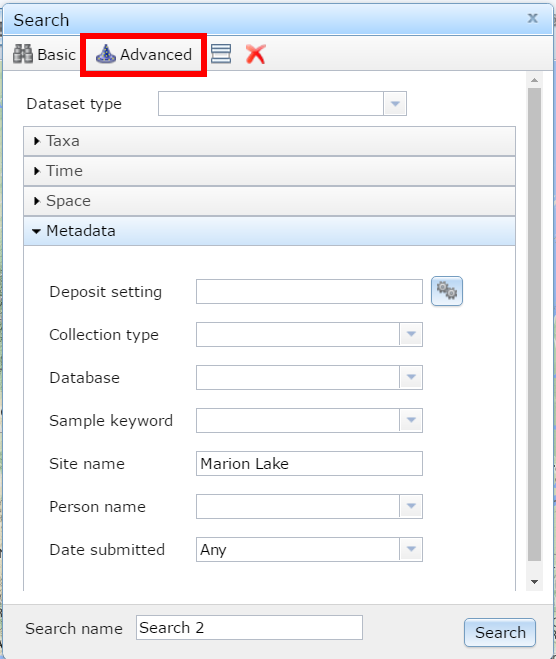 Search x
Basic Advanced
Dataset type
Taxa
Time
Space
Metadata
Deposit setting
Collection type
Database
Sample keyword
Site name Marion Lake
Person name
Date submitted Any
Search name Search 2 Search